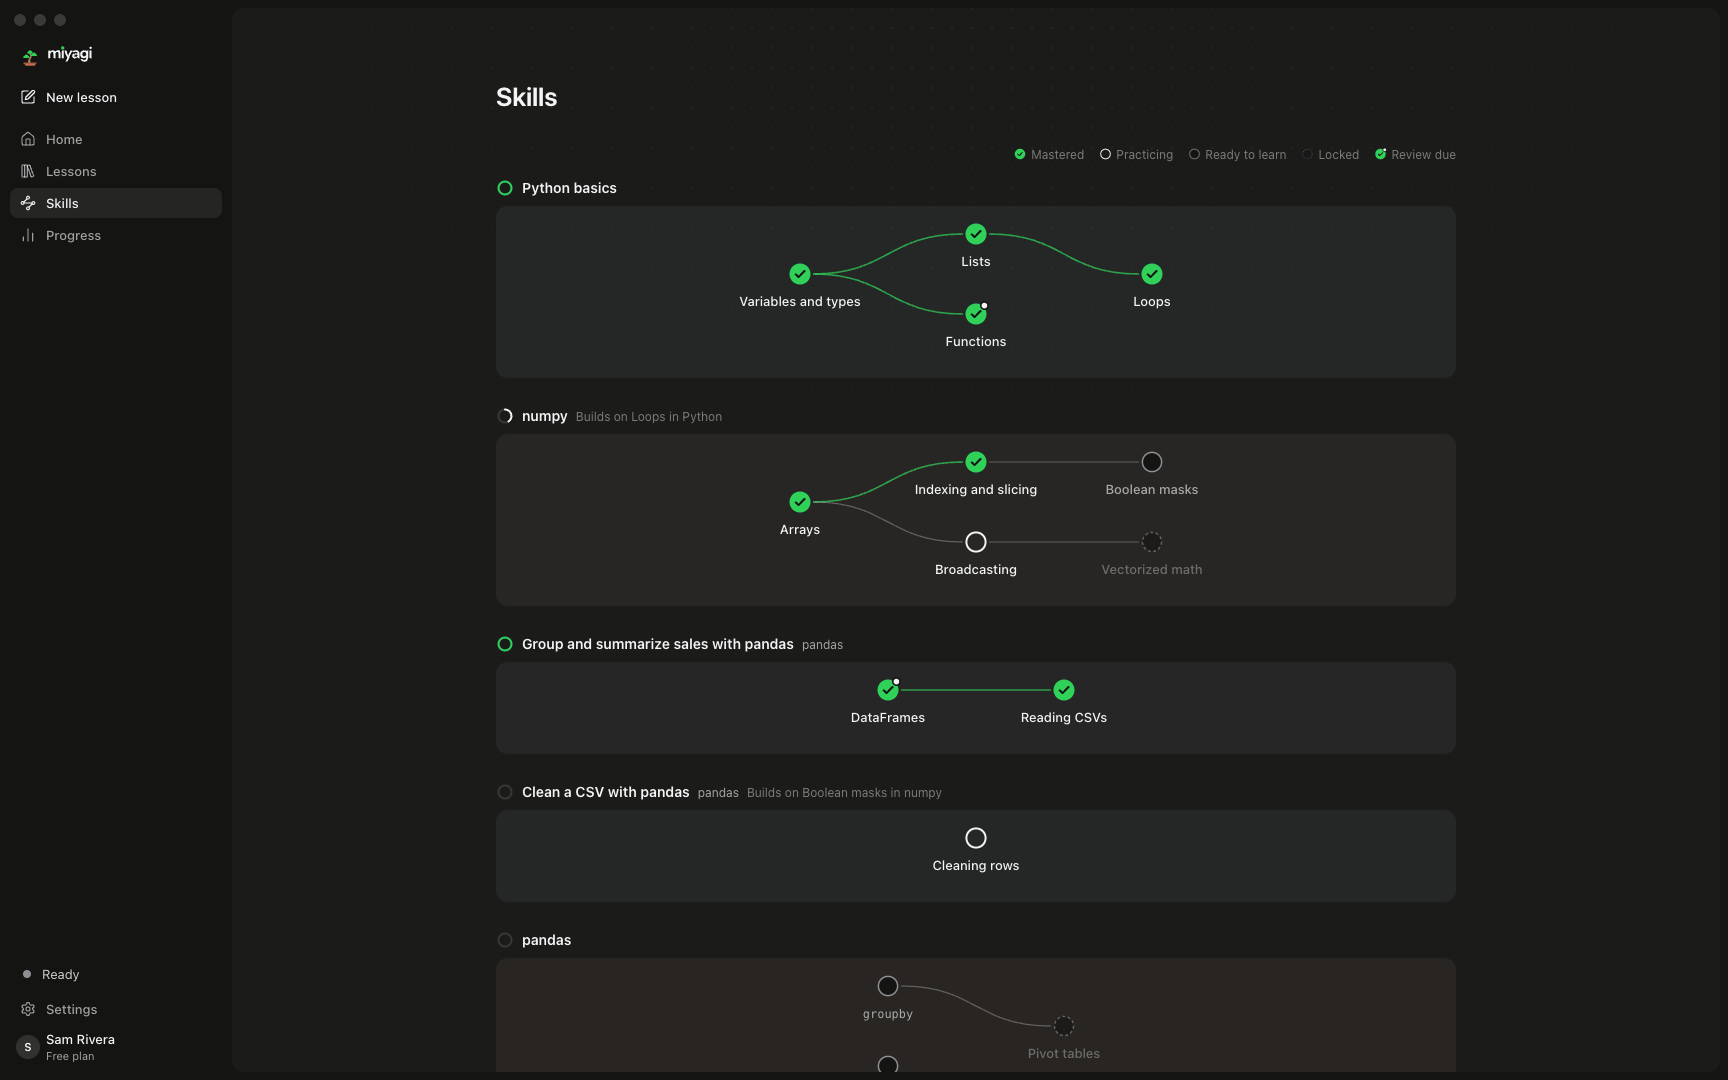 miyagi
New lesson
Home
Lessons
Skills
Progress
Ready
Settings
S
Sam Rivera
Free plan
Skills
Mastered
Practicing
Ready to learn
Locked
Review due
Python basics
Lists
Variables and types
Loops
Functions
numpy Builds on Loops in Python
Indexing and slicing
Boolean masks
Arrays
Broadcasting
Vectorized math
Group and summarize sales with pandas pandas
DataFrames
Reading CSVs
Clean a CSV with pandas pandas Builds on Boolean masks in numpy
Cleaning rows
pandas
groupby
Pivot tables